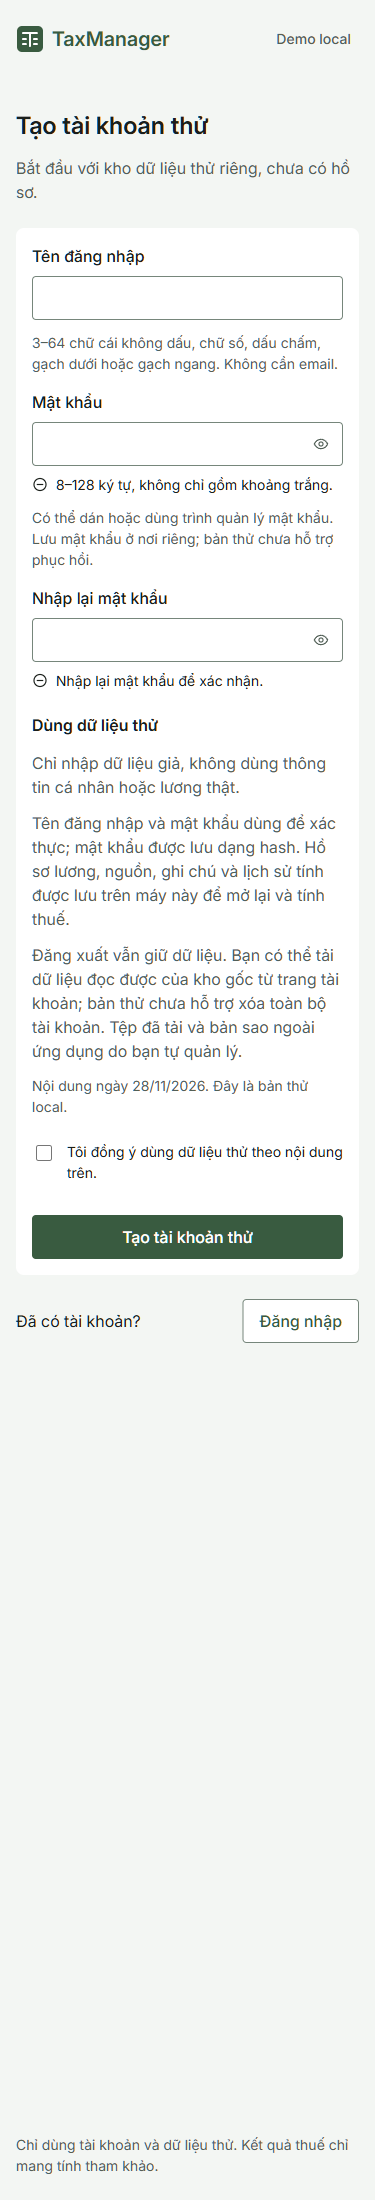 TaxManager
Demo local
Tạo tài khoản thử
Bắt đầu với kho dữ liệu thử riêng, chưa có hồ
sơ.
Tên đăng nhập
3–64 chữ cái không dấu, chữ số, dấu chấm,
gạch dưới hoặc gạch ngang. Không cần email.
Mật khẩu
8–128 ký tự, không chỉ gồm khoảng trắng.
Có thể dán hoặc dùng trình quản lý mật khẩu.
Lưu mật khẩu ở nơi riêng; bản thử chưa hỗ trợ
phục hồi.
Nhập lại mật khẩu
Nhập lại mật khẩu để xác nhận.
Dùng dữ liệu thử
Chỉ nhập dữ liệu giả, không dùng thông
tin cá nhân hoặc lương thật.
Tên đăng nhập và mật khẩu dùng để xác
thực; mật khẩu được lưu dạng hash. Hồ
sơ lương, nguồn, ghi chú và lịch sử tính
được lưu trên máy này để mở lại và tính
thuế.
Đăng xuất vẫn giữ dữ liệu. Bạn có thể tải
dữ liệu đọc được của kho gốc từ trang tài
khoản; bản thử chưa hỗ trợ xóa toàn bộ
tài khoản. Tệp đã tải và bản sao ngoài
ứng dụng do bạn tự quản lý.
Nội dung ngày 28/11/2026. Đây là bản thử
local.
Tôi đồng ý dùng dữ liệu thử theo nội dung
trên.
Tạo tài khoản thử
Đã có tài khoản?
Đăng nhập
Chỉ dùng tài khoản và dữ liệu thử. Kết quả thuế chỉ
mang tính tham khảo.